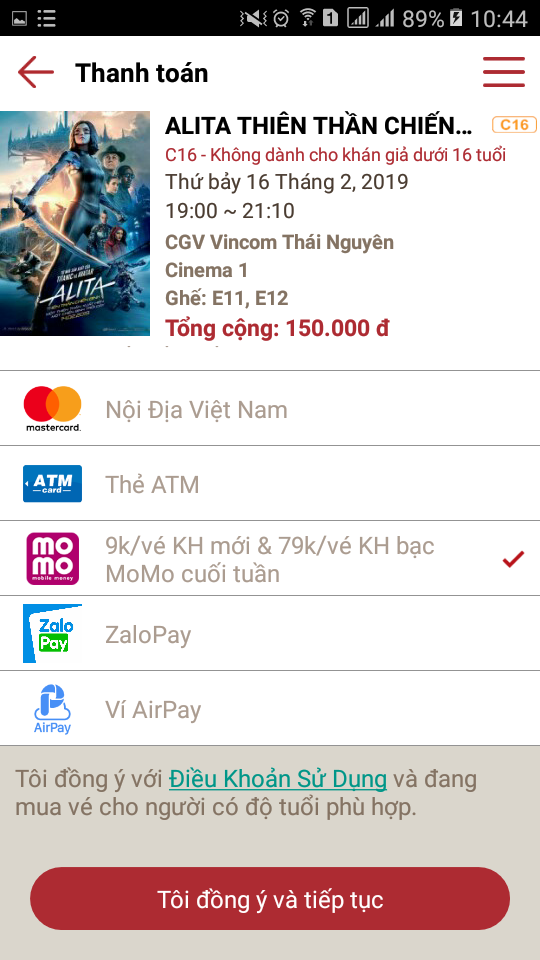 1
89%
10:44
Thanh toán
ALITA THIÊN THẦN CHIẾN...
C16
C16 - Không dành cho khán giả dưới 16 tuổi
Thứ bảy 16 Tháng 2, 2019
19:00 ~ 21:10
CGV Vincom Thái Nguyên
Cinema 1
Ghế: E11, E12
Tổng cộng: 150.000 đ
ALITA
mastercard.
Nội Địa Việt Nam
ATM
card
Thẻ ATM
mo
mo
mobile money
9k/vé KH mới & 79k/vé KH bạc
MoMo cuối tuần
Zalo
Pay
ZaloPay
AirPay
Ví AirPay
Tôi đồng ý với Điều Khoản Sử Dụng và đang
mua vé cho người có độ tuổi phù hợp.
Tôi đồng ý và tiếp tục